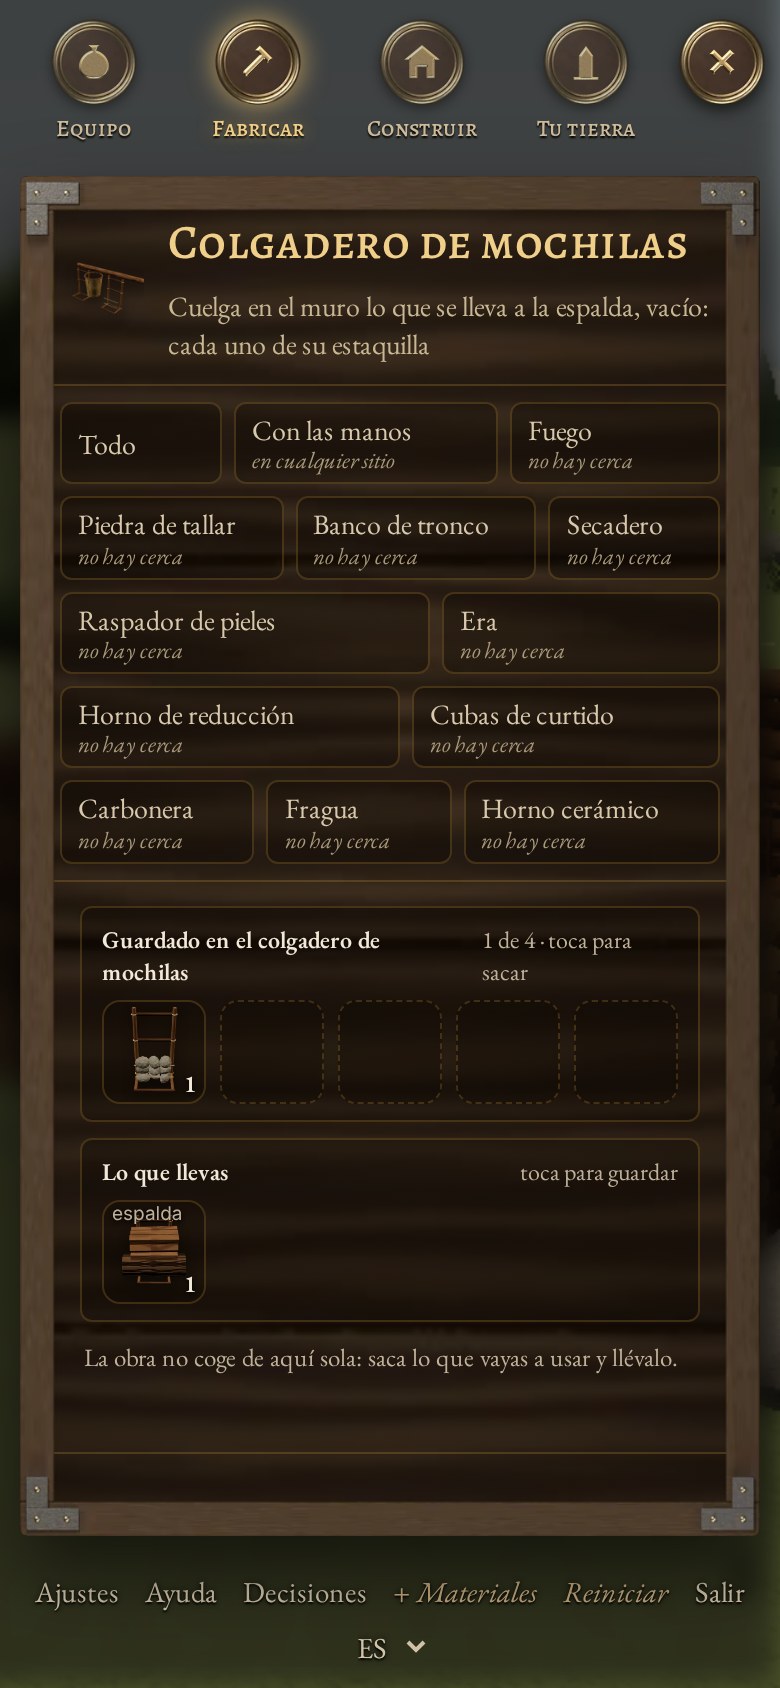 Equipo
Fabricar
Construir
Tu tierra
Colgadero de mochilas
Cuelga en el muro lo que se lleva a la espalda, vacío:
cada uno de su estaquilla
Todo
Con las manos
en cualquier sitio
Fuego
no hay cerca
Piedra de tallar
no hay cerca
Banco de tronco
no hay cerca
Secadero
no hay cerca
Raspador de pieles
no hay cerca
Era
no hay cerca
Horno de reducción
no hay cerca
Cubas de curtido
no hay cerca
Carbonera
no hay cerca
Fragua
no hay cerca
Horno cerámico
no hay cerca
Guardado en el colgadero de
mochilas
1 de 4 · toca para
sacar
1
Lo que llevas
toca para guardar
espalda
1
La obra no coge de aquí sola: saca lo que vayas a usar y llévalo.
Ajustes
Ayuda
Decisiones
+ Materiales
Reiniciar
Salir
ES